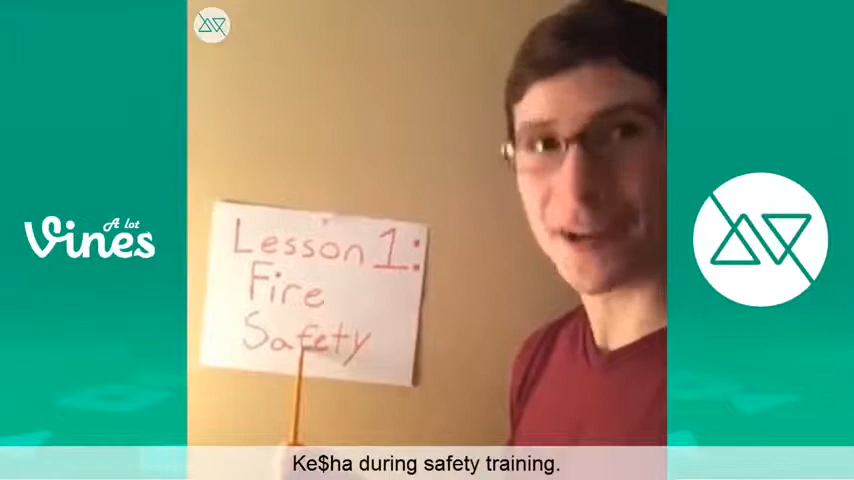 A lot
Vines
Lesson 1:
Fire
Safety
Ke$ha during safety training.